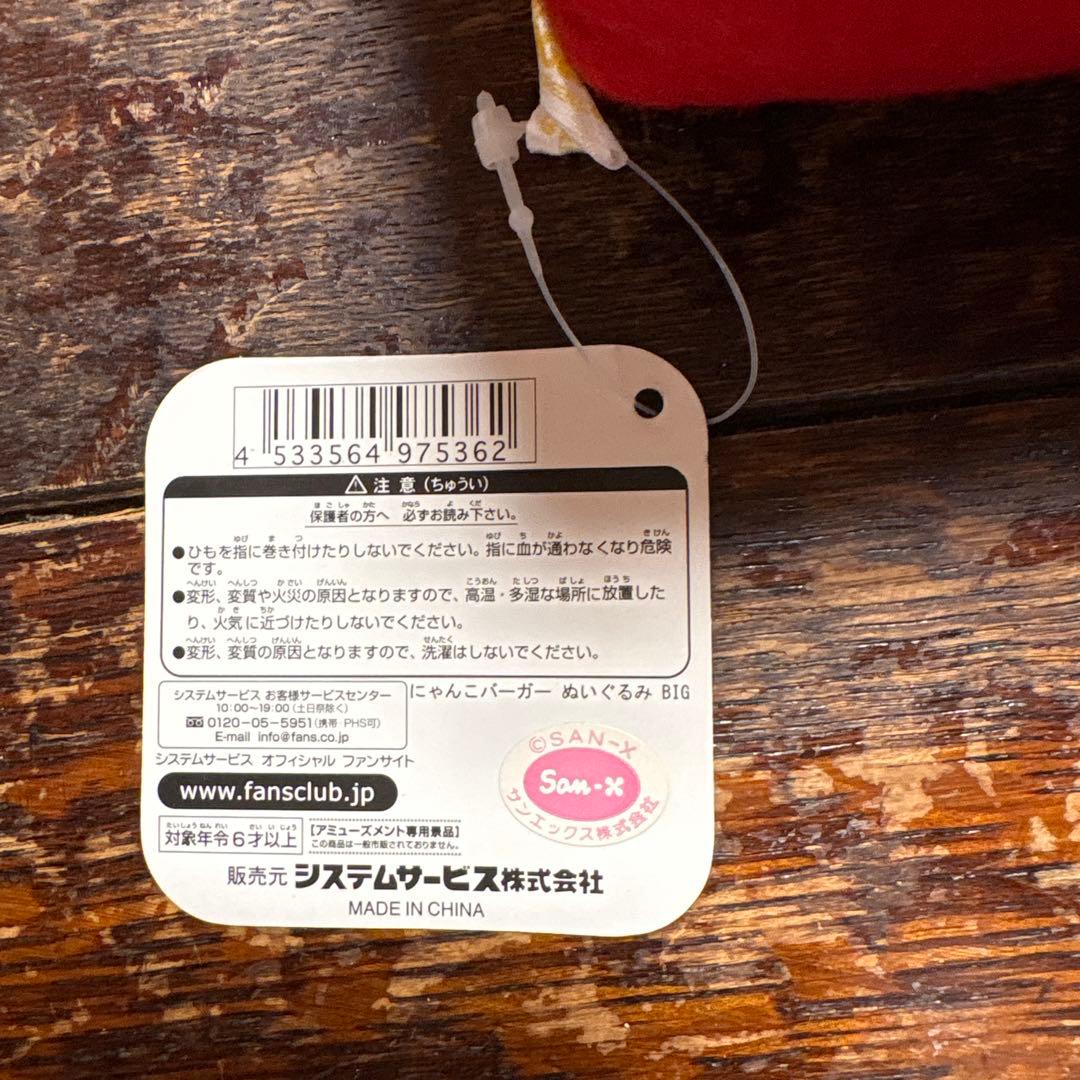 4 533564 975362
⚠ 注意(ちゅうい)
保護者の方へ 必ずお読み下さい。
●ひもを指に巻き付けたりしないでください。指に血が通わなくなり危険
です。
●変形、変質や火災の原因となりますので、高温・多湿な場所に放置した
り、火気に近づけたりしないでください。
●変形、変質の原因となりますので、洗濯はしないでください。
システムサービス お客様サービスセンター
10:00~19:00(土日祭除く)
0120-05-5951(携帯・PHS可)
E-mail info@fans.co.jp
にゃんこバーガー ぬいぐるみ BIG
システムサービス オフィシャル ファンサイト
www.fansclub.jp
©SAN-X
San-x
サンエックス株式会社
対象年令6才以上
【アミューズメント専用景品】
この商品は一般市販されておりません。
販売元 システムサービス株式会社
MADE IN CHINA